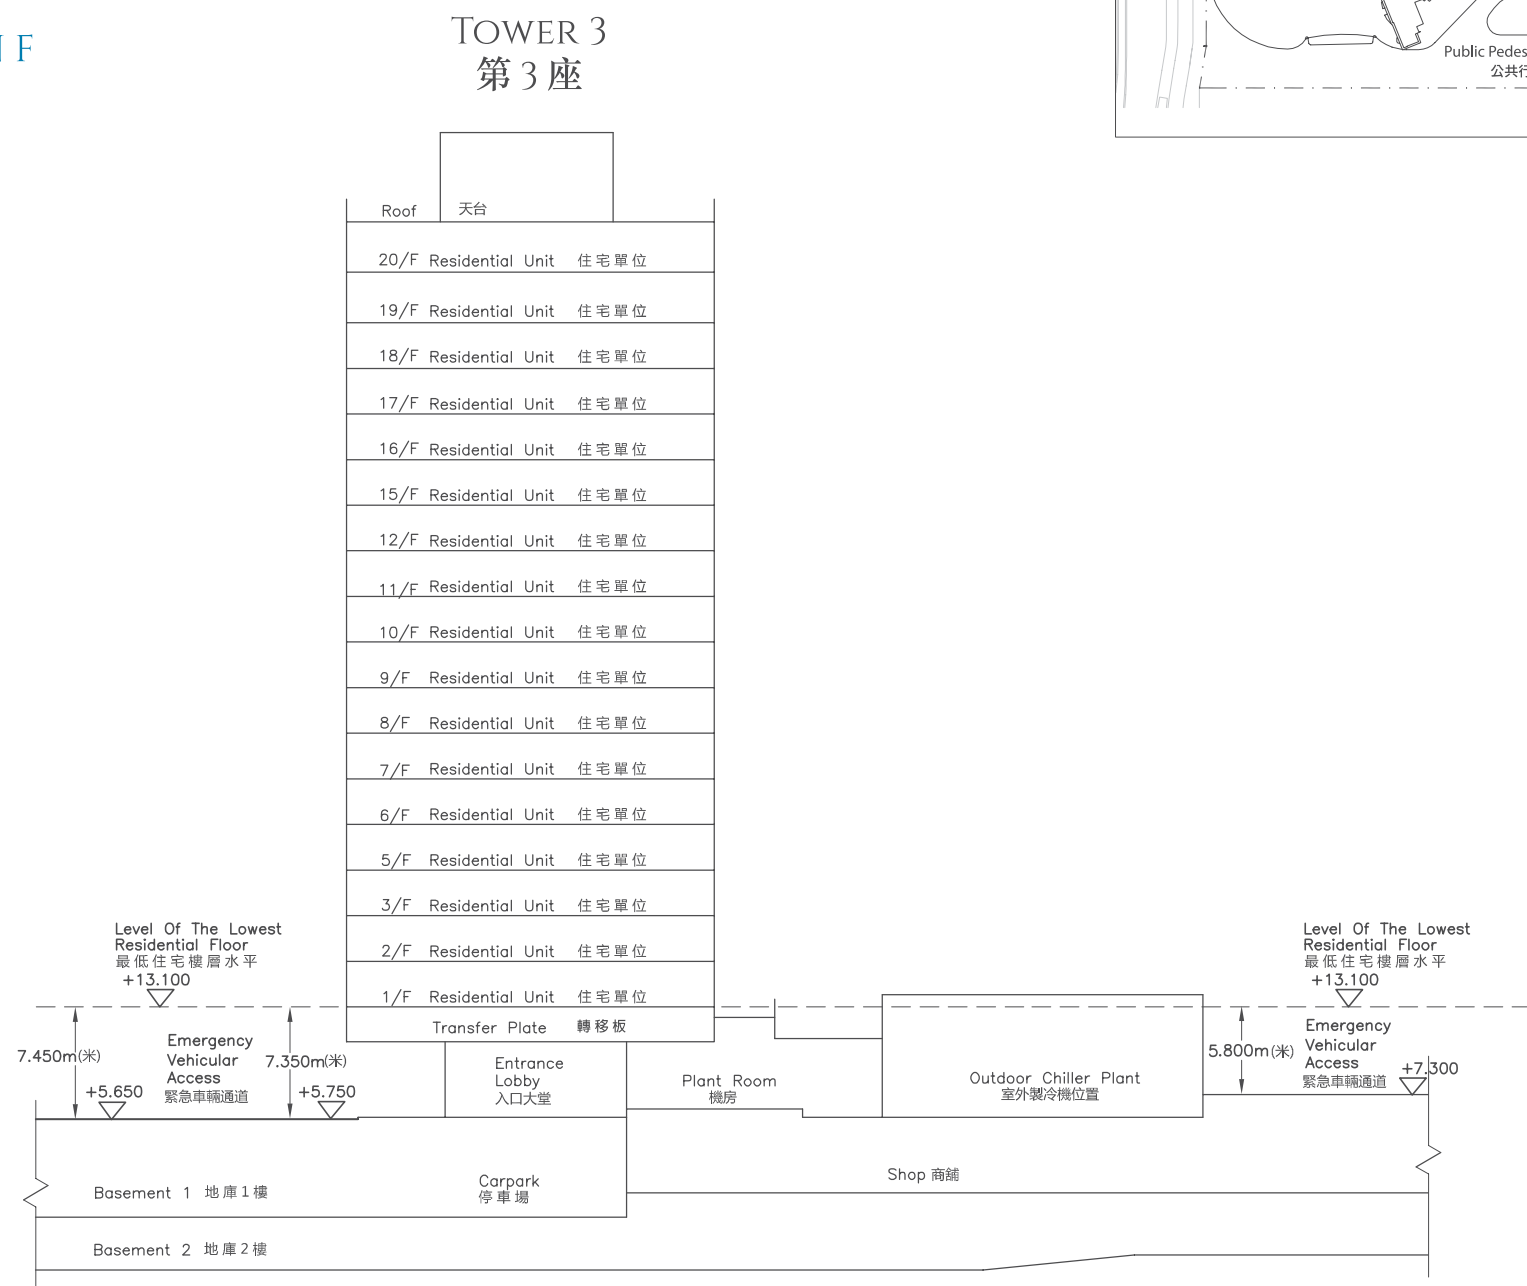 F
TOWER 3
第 3 座
Public Pedes
公共行
Roof 天台
20/F Residential Unit 住宅單位
19/F Residential Unit 住宅單位
18/F Residential Unit 住宅單位
17/F Residential Unit 住宅單位
16/F Residential Unit 住宅單位
15/F Residential Unit 住宅單位
12/F Residential Unit 住宅單位
11/F Residential Unit 住宅單位
10/F Residential Unit 住宅單位
9/F Residential Unit 住宅單位
8/F Residential Unit 住宅單位
7/F Residential Unit 住宅單位
6/F Residential Unit 住宅單位
5/F Residential Unit 住宅單位
3/F Residential Unit 住宅單位
2/F Residential Unit 住宅單位
1/F Residential Unit 住宅單位
Transfer Plate 轉移板
Level Of The Lowest
Residential Floor
最低住宅樓層水平
+13.100
Level Of The Lowest
Residential Floor
最低住宅樓層水平
+13.100
7.450m(米)
Emergency
Vehicular
Access
緊急車輛通道
7.350m(米)
+5.650
+5.750
Entrance
Lobby
入口大堂
Plant Room
機房
Outdoor Chiller Plant
室外製冷機位置
5.800m(米)
Emergency
Vehicular
Access
緊急車輛通道
+7.300
Basement 1 地庫1樓
Carpark
停車場
Shop 商舖
Basement 2 地庫2樓